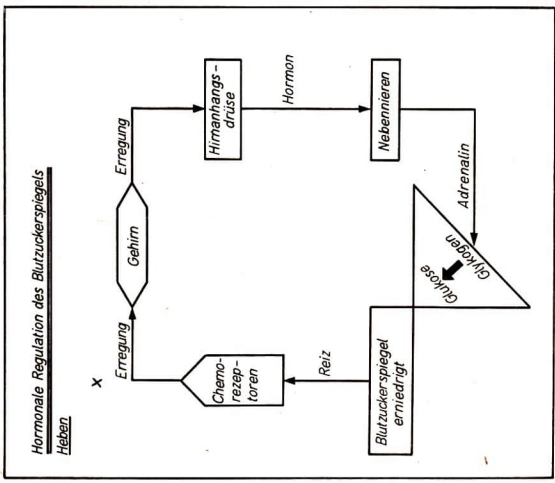 Hormonale Regulation des Blutzuckerspiegels
Heben
x
Erregung
Gehirn
Erregung
Chemo-
rezep-
toren
Hirnanhangs-
drüse
Reiz
Hormon
Blutzuckerspiegel
erniedrigt
Glukose
Glykogen
Adrenalin
Nebennieren